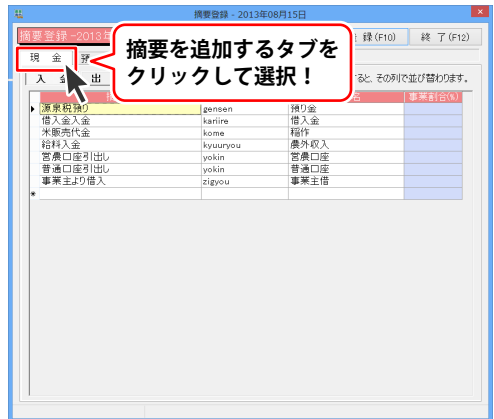 摘要登録 - 2013年08月15日
摘要登録-2013年
録(F10)
終 了(F12)
摘要を追加するタブを
クリックして選択！
現 金
預
入 金
出
ると、その列で並び替わります。
名
事業割合(%)
源泉税預り gensen 預り金
借入金入金 kariire 借入金
米販売代金 kome 稲作
給料入金 kyuuryou 農外収入
営農口座引出し yokin 営農口座
普通口座引出し yokin 普通口座
事業主より借入 zigyou 事業主借
*